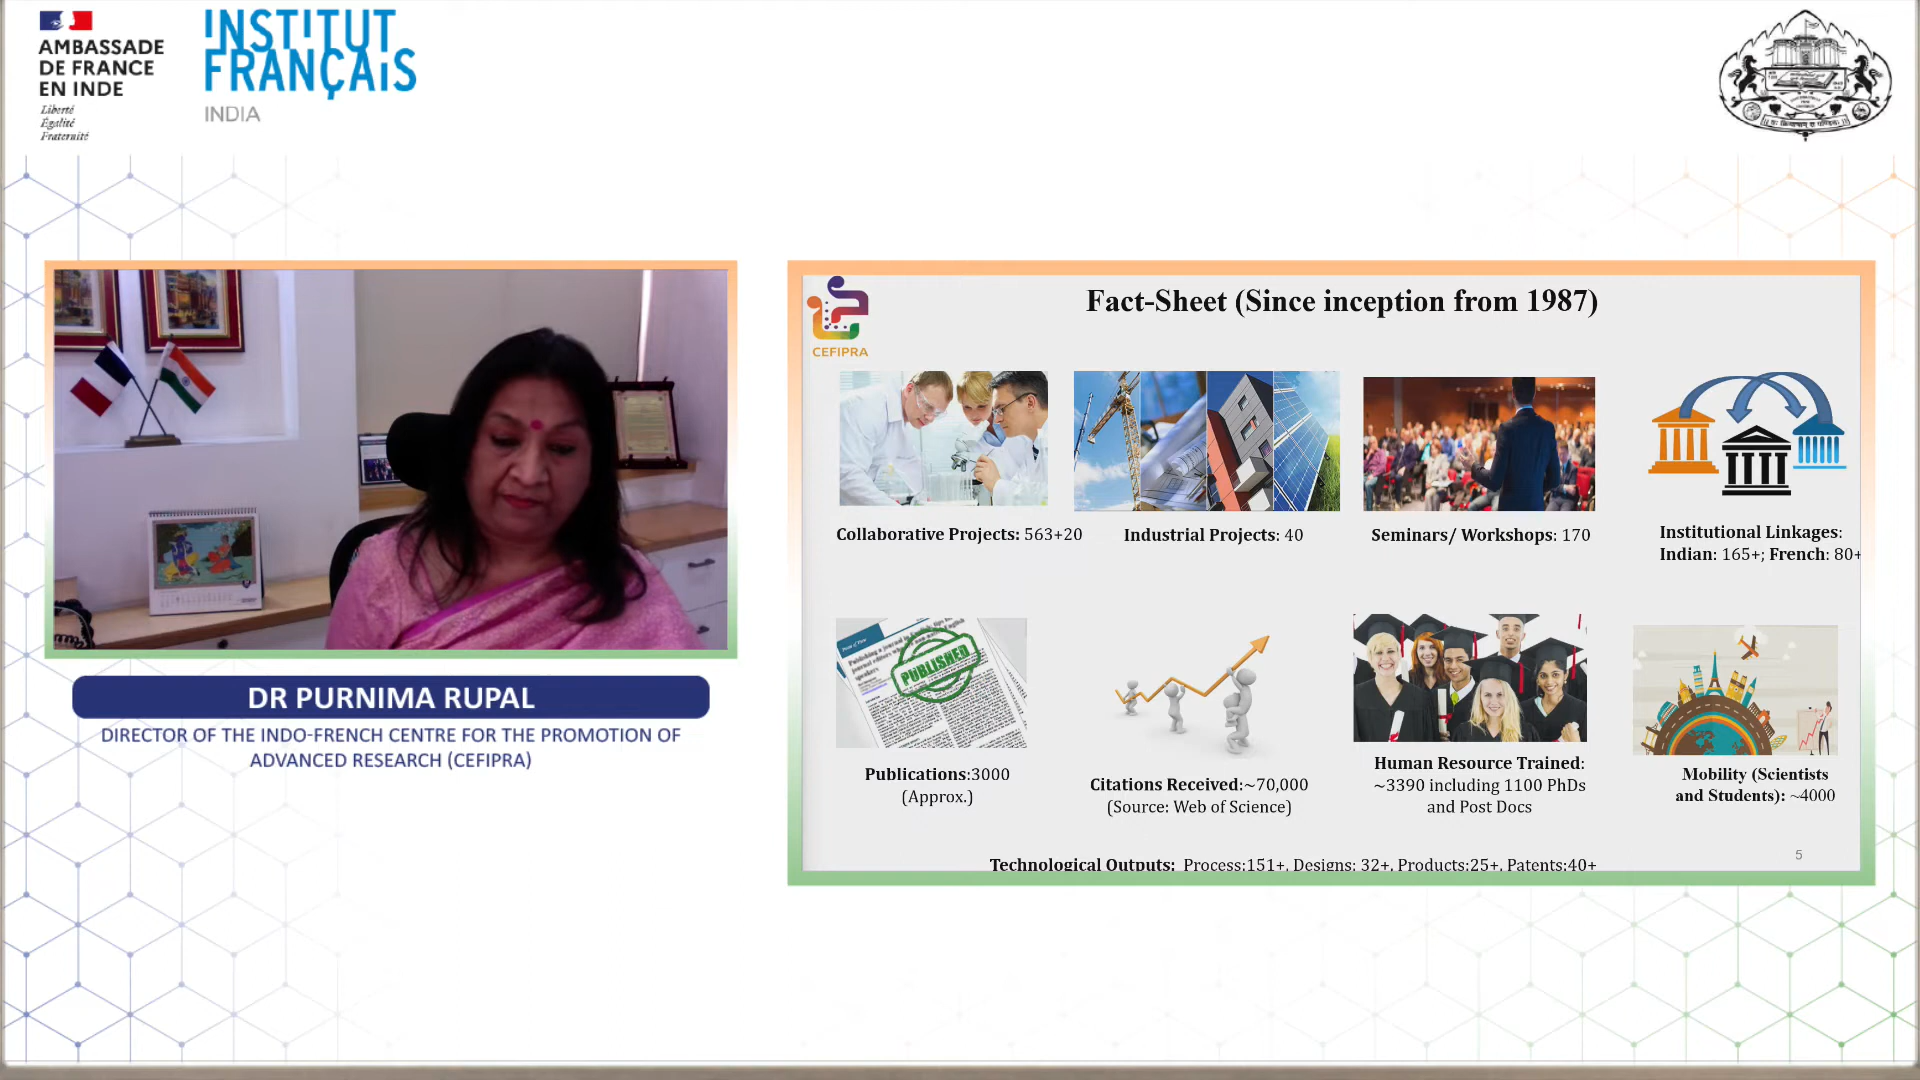 AMBASSADE
DE FRANCE
EN INDE
Liberté
Égalité
Fraternité
INSTITUT
FRANÇAIS
INDIA
DR PURNIMA RUPAL
DIRECTOR OF THE INDO-FRENCH CENTRE FOR THE PROMOTION OF
ADVANCED RESEARCH (CEFIPRA)
CEFIPRA
Fact-Sheet (Since inception from 1987)
Collaborative Projects: 563+20
Industrial Projects: 40
Seminars/ Workshops: 170
Institutional Linkages:
Indian: 165+; French: 80+
PUBLISHED
Publications:3000
(Approx.)
Citations Received:~70,000
(Source: Web of Science)
Human Resource Trained:
~3390 including 1100 PhDs
and Post Docs
Mobility (Scientists
and Students): ~4000
Technological Outputs: Process:151+, Designs: 32+, Products:25+, Patents:40+
5